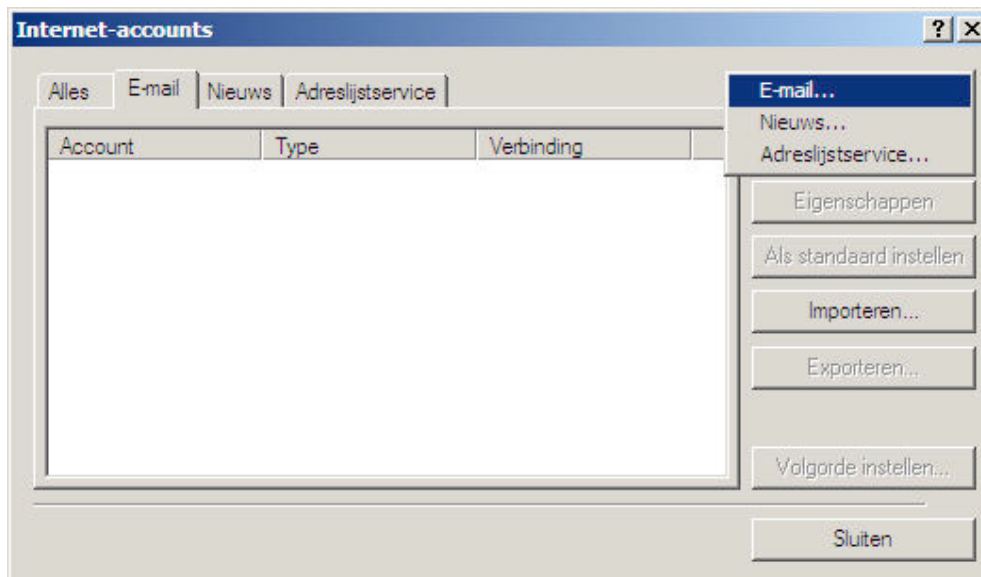 Internet-accounts
Alles E-mail Nieuws Adreslijstservice
Account Type Verbinding
E-mail...
Nieuws...
Adreslijstservice...
Eigenschappen
Als standaard instellen
Importeren...
Exporteren...
Volgorde instellen...
Sluiten